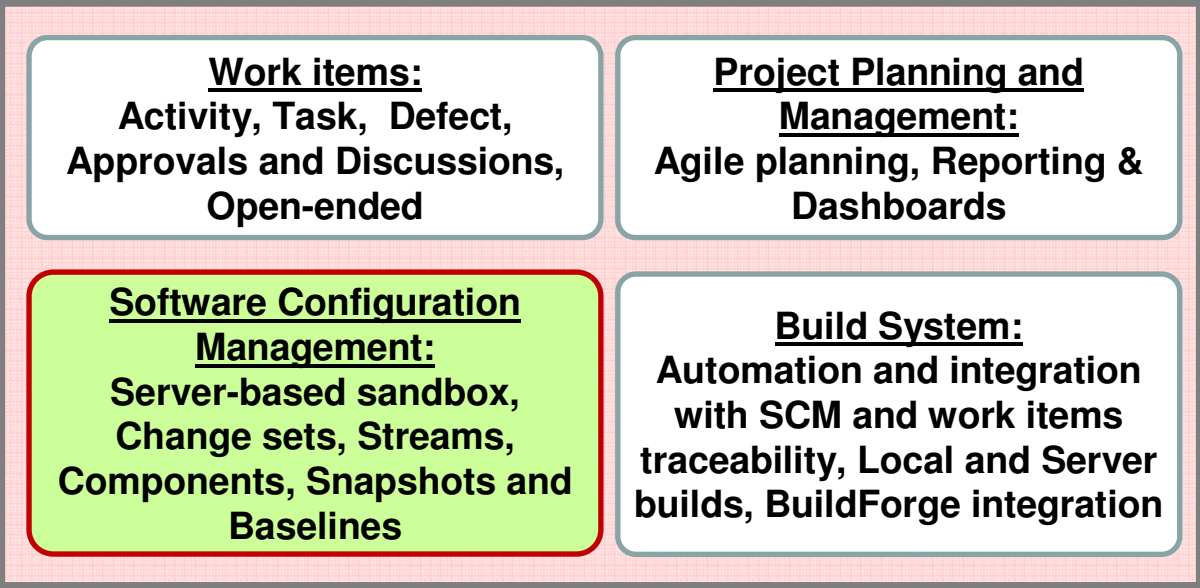 Work items:
Activity, Task,  Defect,
Approvals and Discussions,
Open-ended
Project Planning and
Management:
Agile planning, Reporting &
Dashboards
Software Configuration
Management:
Server-based sandbox,
Change sets, Streams,
Components, Snapshots and
Baselines
Build System:
Automation and integration
with SCM and work items
traceability, Local and Server
builds, BuildForge integration